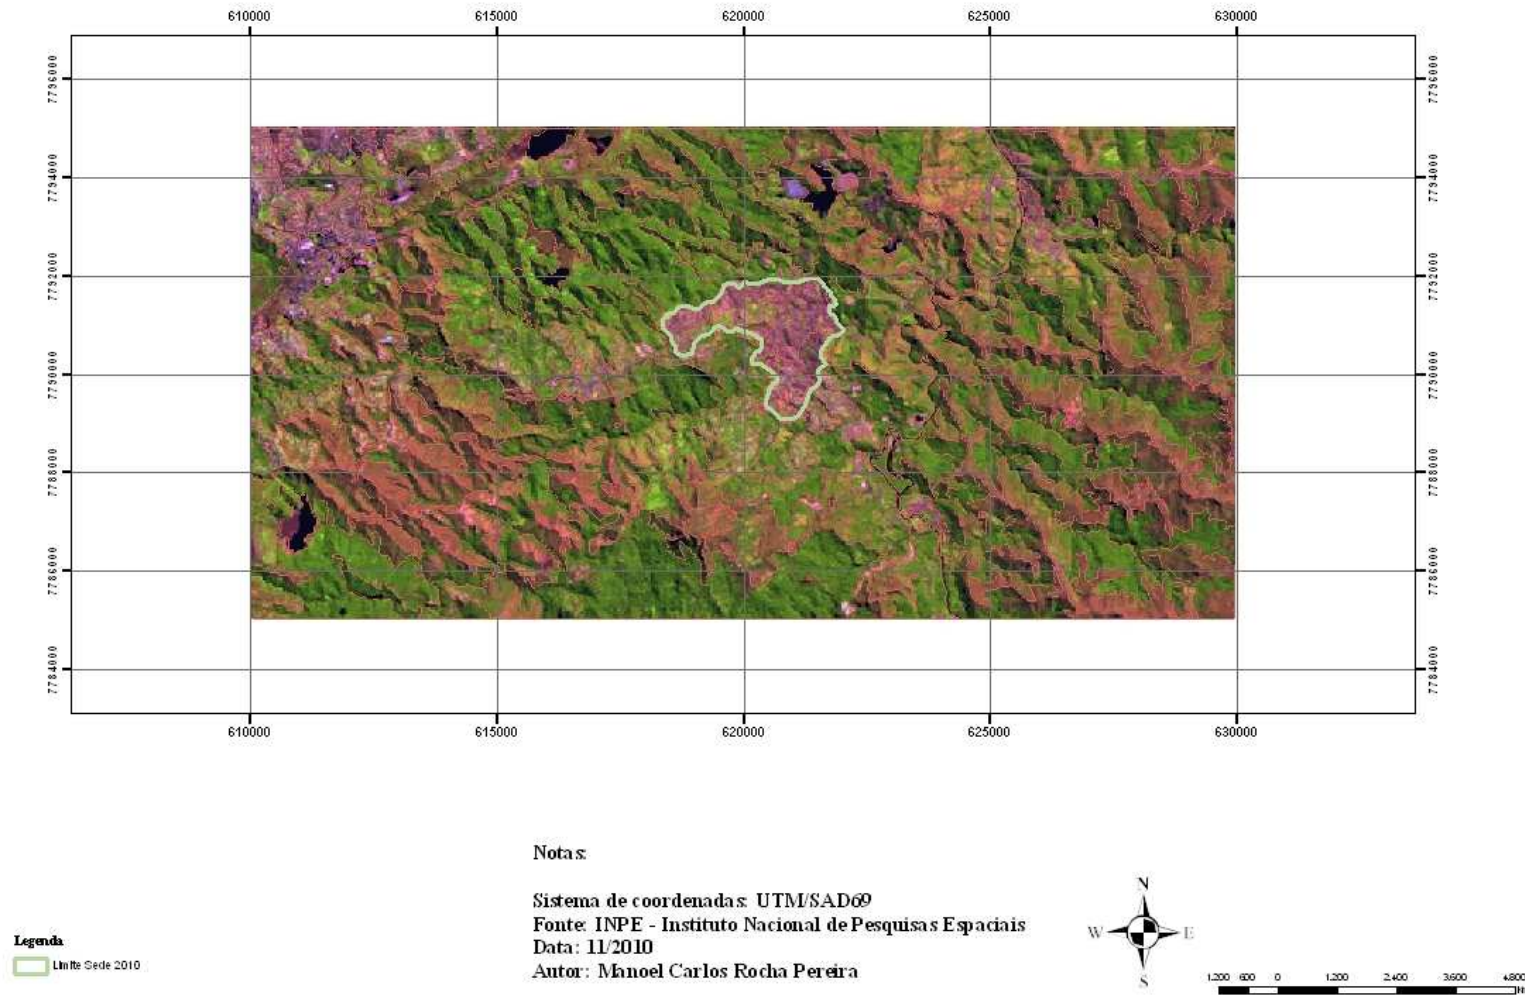 610000 615000 620000 625000 630000
7796000 7796000
7794000 7794000
7792000 7792000
7790000 7790000
7788000 7788000
7786000 7786000
7784000 7784000
610000 615000 620000 625000 630000
Notas:
Sistema de coordenadas: UTM/SAD69
Fonte: INPE - Instituto Nacional de Pesquisas Espaciais
Data: 11/2010
Autor: Manoel Carlos Rocha Pereira
N
W E
S
Legenda
Limite Sede 2010
1.200 600 0 1.200 2.400 3.600 4.800